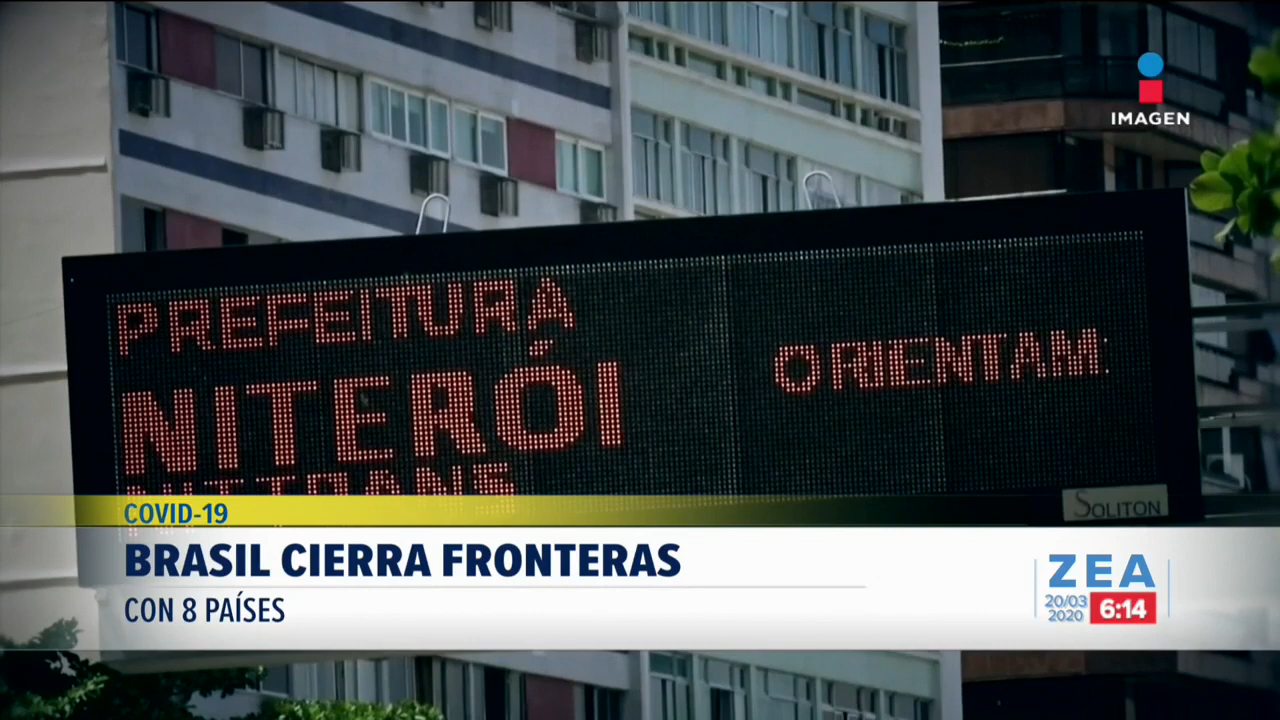 IMAGEN
PREFEITURA
NITERÓI
NITTRANS
ORIENTAM:
SOLITON
COVID-19
BRASIL CIERRA FRONTERAS
CON 8 PAÍSES
ZEA
20/03
2020
6:14